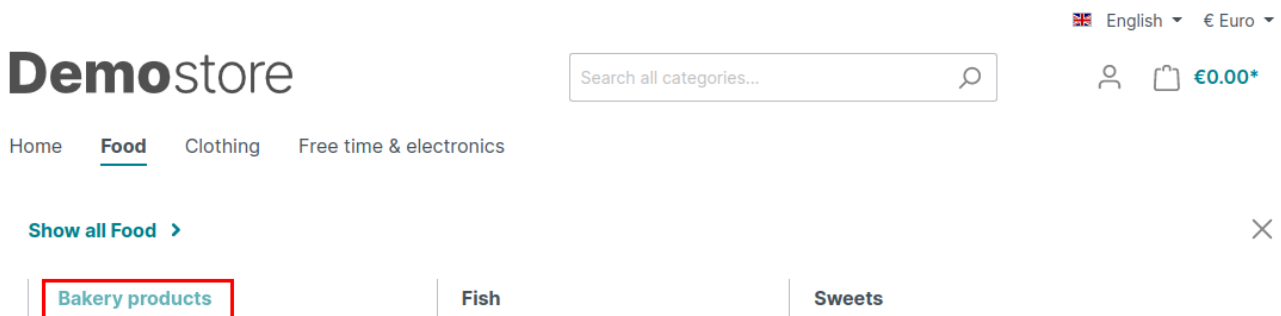 English € Euro
Demostore
Search all categories...
€0.00*
Home Food Clothing Free time & electronics
Show all Food
Bakery products Fish Sweets